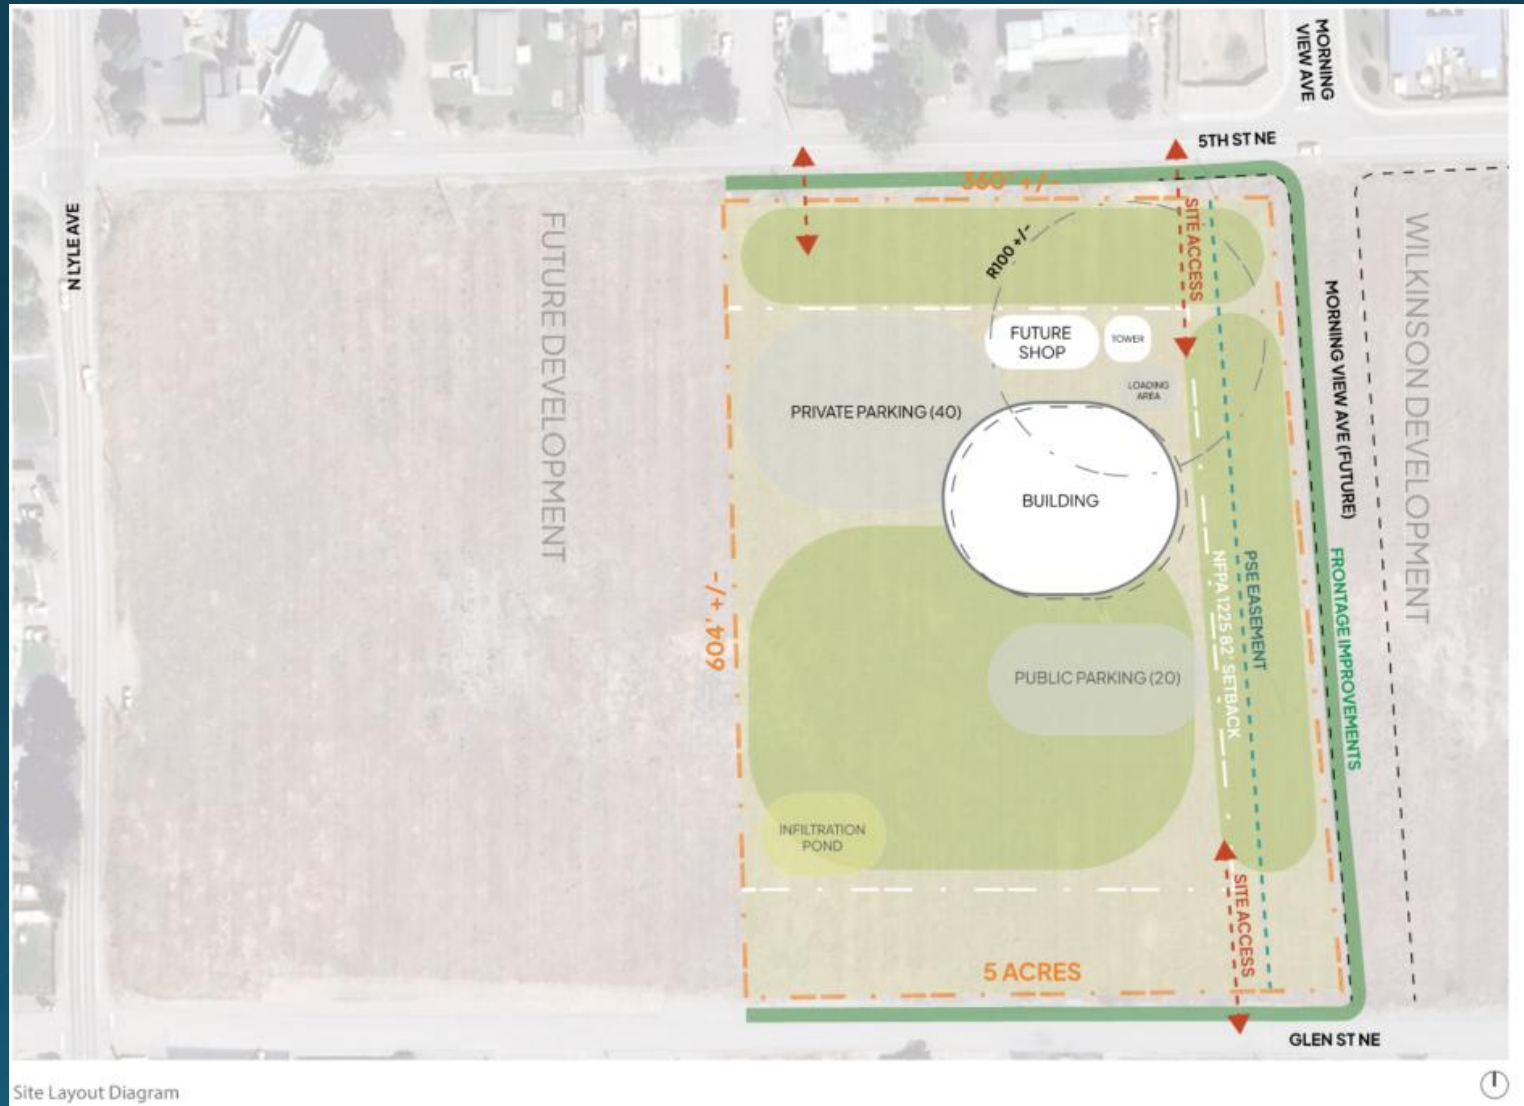 MORNING
VIEW AVE
5TH ST NE
N LYLE AVE
FUTURE DEVELOPMENT
360' +/-
R100 +/-
SITE ACCESS
WILKINSON DEVELOPMENT
MORNING VIEW AVE (FUTURE)
FUTURE
SHOP
TOWER
LOADING
AREA
PRIVATE PARKING (40)
BUILDING
604' +/-
NFPA 1225 82' SETBACK
PSE EASEMENT
FRONTAGE IMPROVEMENTS
PUBLIC PARKING (20)
INFILTRATION
POND
SITE ACCESS
5 ACRES
GLEN ST NE
Site Layout Diagram